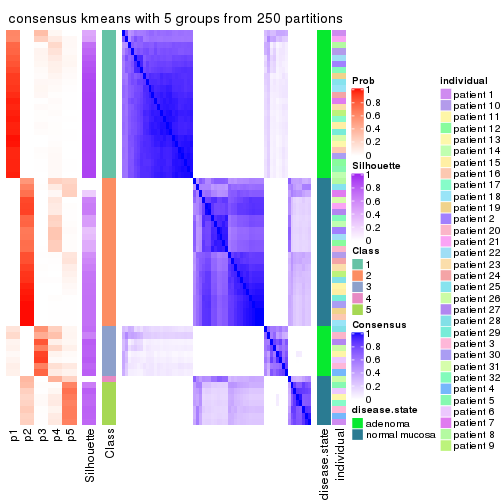 consensus kmeans with 5 groups from 250 partitions
p1
p2
p3
p4
p5
Silhouette
Class
disease.state
individual
Prob
1
0.8
0.6
0.4
0.2
0
Silhouette
1
0.8
0.6
0.4
0.2
0
Class
1
2
3
4
5
Consensus
1
0.8
0.6
0.4
0.2
0
disease.state
adenoma
normal mucosa
individual
patient 1
patient 10
patient 11
patient 12
patient 13
patient 14
patient 15
patient 16
patient 17
patient 18
patient 19
patient 2
patient 20
patient 21
patient 22
patient 23
patient 24
patient 25
patient 26
patient 27
patient 28
patient 29
patient 3
patient 30
patient 31
patient 32
patient 4
patient 5
patient 6
patient 7
patient 8
patient 9